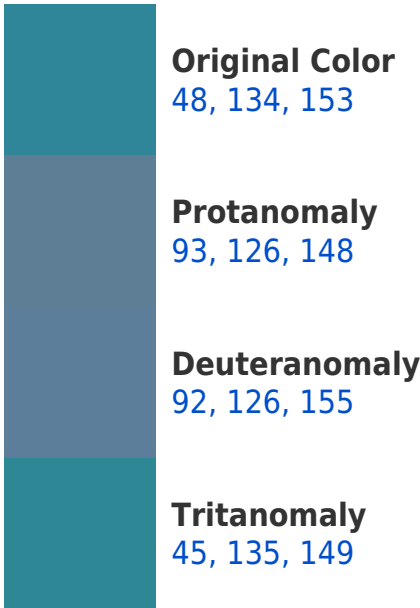 Original Color
48, 134, 153
Protanomaly
93, 126, 148
Deuteranomaly
92, 126, 155
Tritanomaly
45, 135, 149